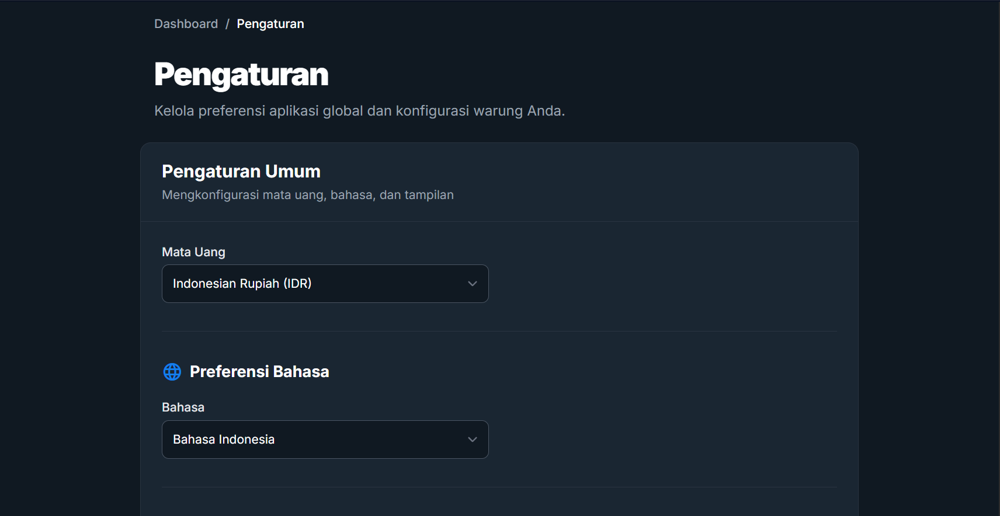 Dashboard / Pengaturan
Pengaturan
Kelola preferensi aplikasi global dan konfigurasi warung Anda.
Pengaturan Umum
Mengkonfigurasi mata uang, bahasa, dan tampilan
Mata Uang
Indonesian Rupiah (IDR)
Preferensi Bahasa
Bahasa
Bahasa Indonesia